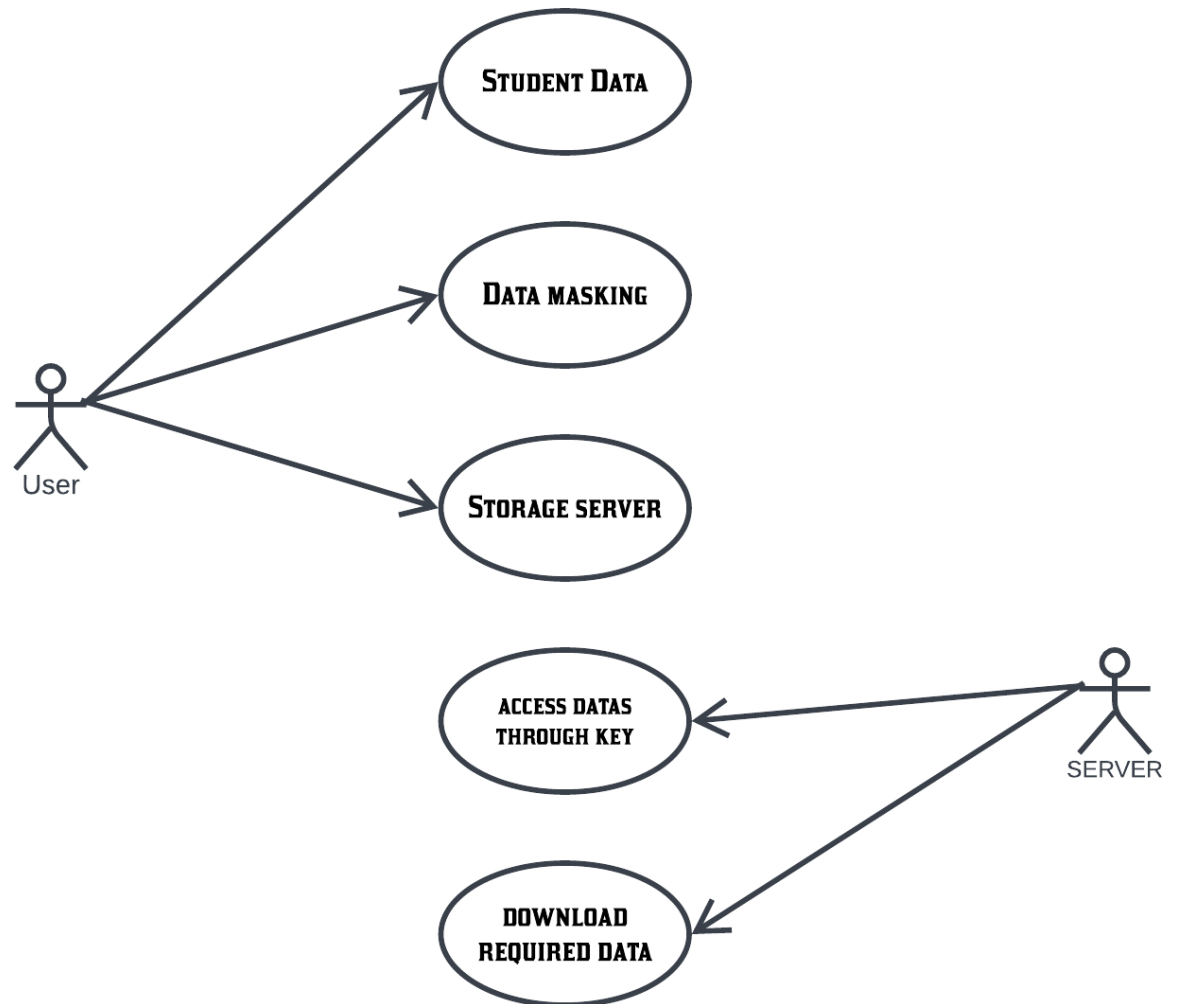 Student Data
Data masking
User
Storage server
ACCESS DATAS
THROUGH KEY
SERVER
DOWNLOAD
REQUIRED DATA